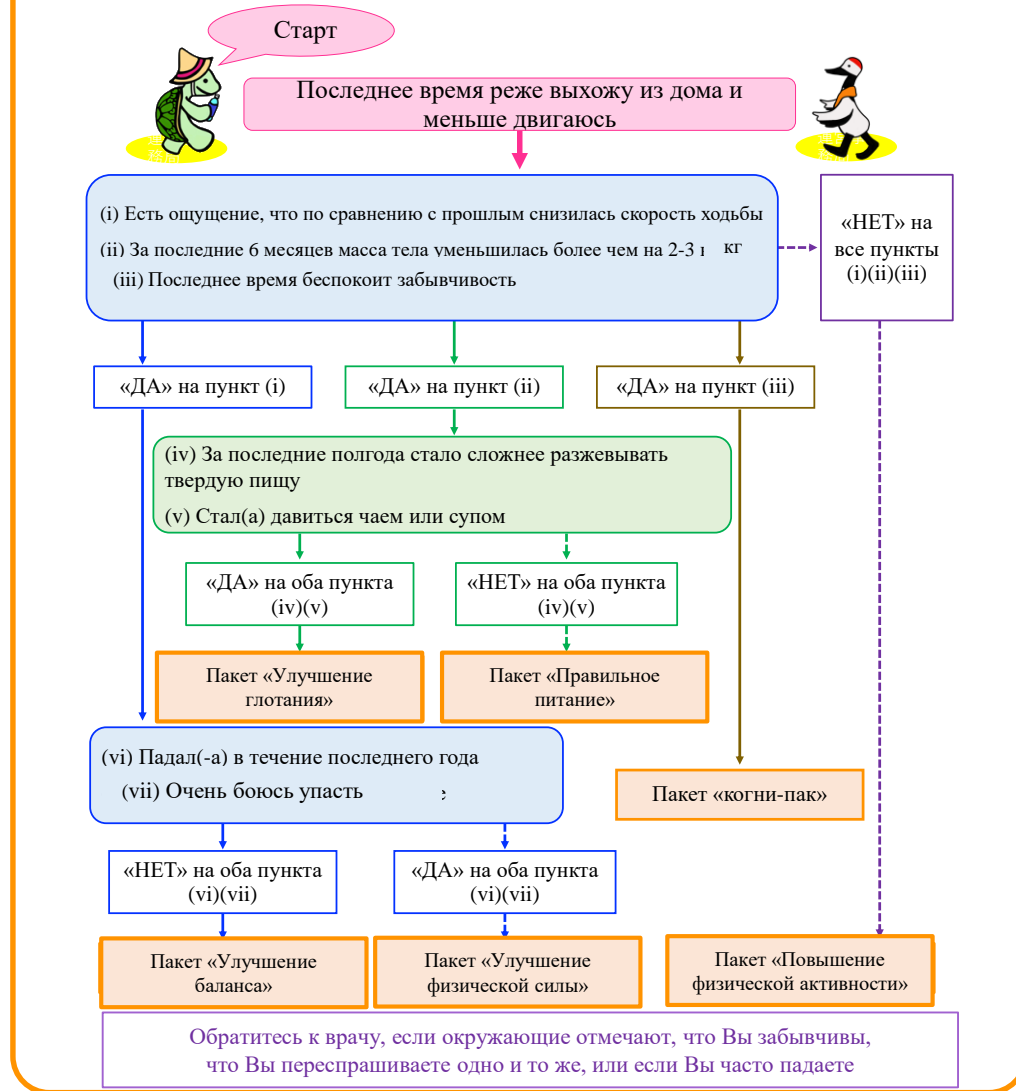 Старт
Последнее время реже выхожу из дома и
меньше двигаюсь
(i) Есть ощущение, что по сравнению с прошлым снизилась скорость ходьбы
(ii) За последние 6 месяцев масса тела уменьшилась более чем на 2-3 кг
(iii) Последнее время беспокоит забывчивость
«НЕТ» на
все пункты
(i)(ii)(iii)
«ДА» на пункт (i)
«ДА» на пункт (ii)
«ДА» на пункт (iii)
(iv) За последние полгода стало сложнее разжевывать
твердую пищу
(v) Стал(а) давиться чаем или супом
«ДА» на оба пункта
(iv)(v)
«НЕТ» на оба пункта
(iv)(v)
Пакет «Улучшение
глотания»
Пакет «Правильное
питание»
(vi) Падал(-а) в течение последнего года
(vii) Очень боюсь упасть
Пакет «когни-пак»
«НЕТ» на оба пункта
(vi)(vii)
«ДА» на оба пункта
(vi)(vii)
Пакет «Улучшение
баланса»
Пакет «Улучшение
физической силы»
Пакет «Повышение
физической активности»
Обратитесь к врачу, если окружающие отмечают, что Вы забывчивы,
что Вы переспрашиваете одно и то же, или если Вы часто падаете